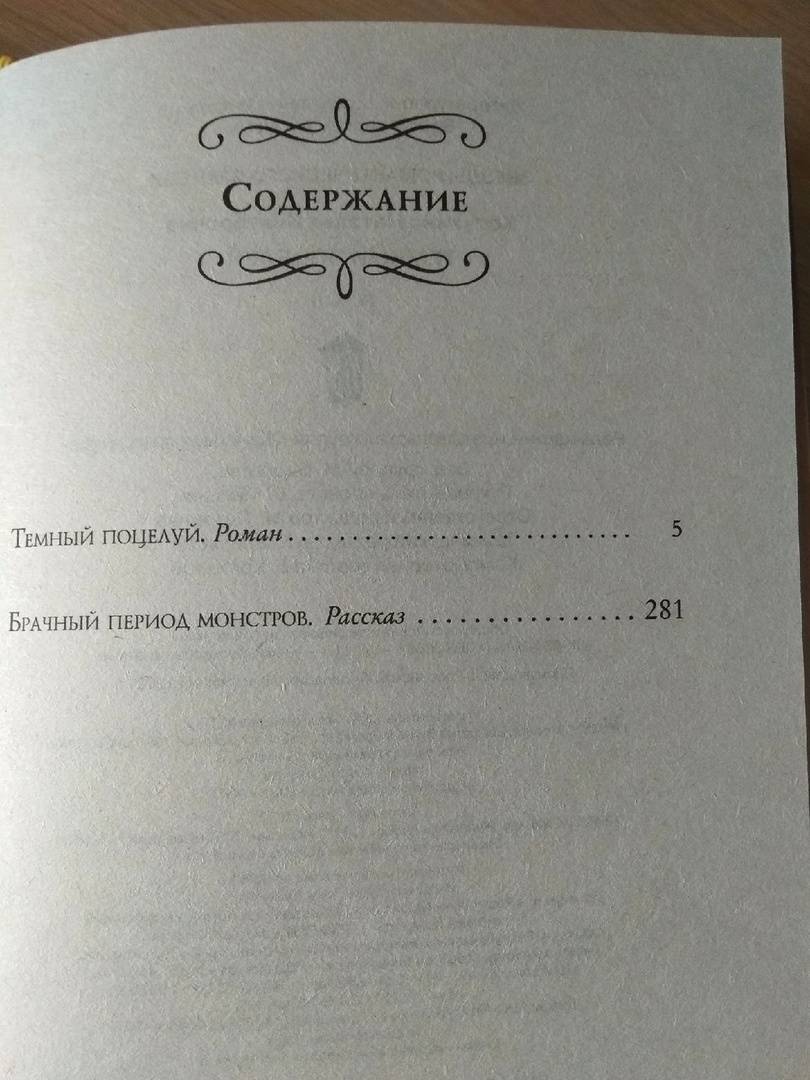 Содержание
Темный поцелуй. Роман............................ 5
Брачный период монстров. Рассказ ................. 281